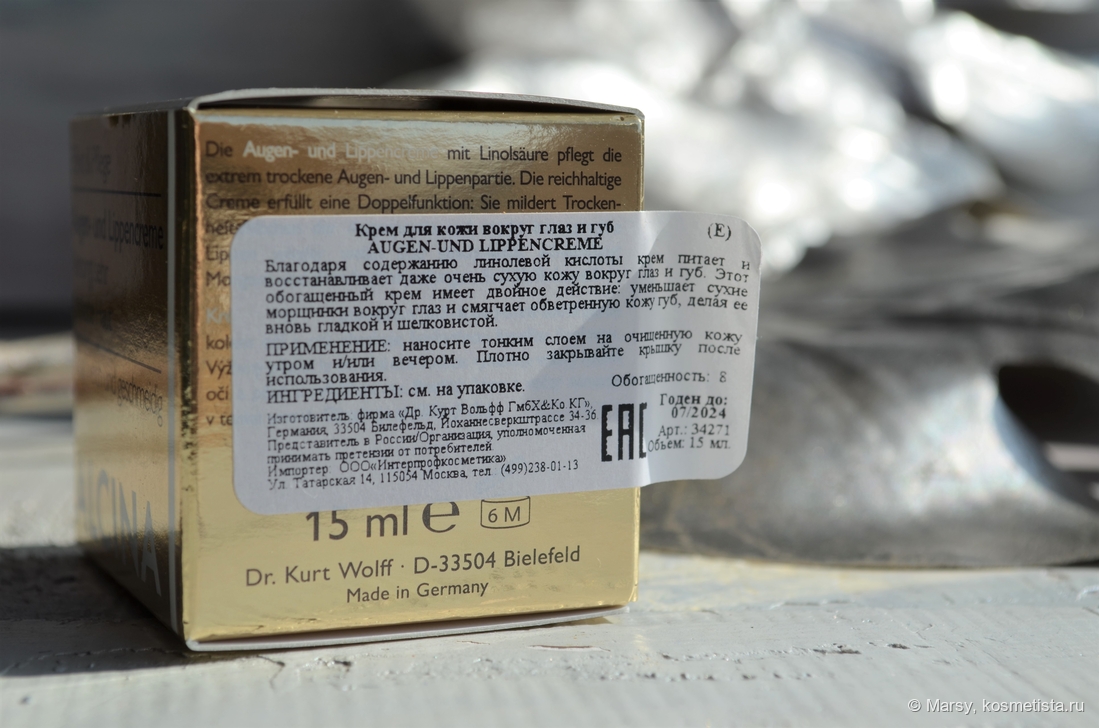 Die Augen- und Lippencreme mit Linolsäure pflegt die
extrem trockene Augen- und Lippenpartie. Die reichhaltige
Creme erfüllt eine Doppelfunktion: Sie mildert Trocken-
Крем для кожи вокруг глаз и губ (E)
AUGEN-UND LIPPENCREME
Благодаря содержанию линолевой кислоты крем питает и
восстанавливает даже очень сухую кожу вокруг глаз и губ. Этот
обогащенный крем имеет двойное действие: уменьшает сухие
морщинки вокруг глаз и смягчает обветренную кожу губ, делая ее
вновь гладкой и шелковистой.
ПРИМЕНЕНИЕ: наносите тонким слоем на очищенную кожу
утром и/или вечером. Плотно закрывайте крышку после
использования.
ИНГРЕДИЕНТЫ: см. на упаковке.
Обогащенность: 8
Изготовитель: фирма «Др. Курт Вольфф ГмбХ&Ко КГ»,
Германия, 33504 Билефельд, Йоханнесверкштрассе 34-36
Представитель в России/Организация, уполномоченная
принимать претензии от потребителей
Импортер: ООО«Интерпрофкосметика»
Ул. Татарская 14, 115054 Москва, тел. (499)238-01-13
EAC
Годен до:
07/2024
Арт.: 34271
Объем: 15 мл.
15 ml e 6 M
Dr. Kurt Wolff · D-33504 Bielefeld
Made in Germany
Lippencreme
geschmeidig
ALCINA
© Marsy, kosmetista.ru